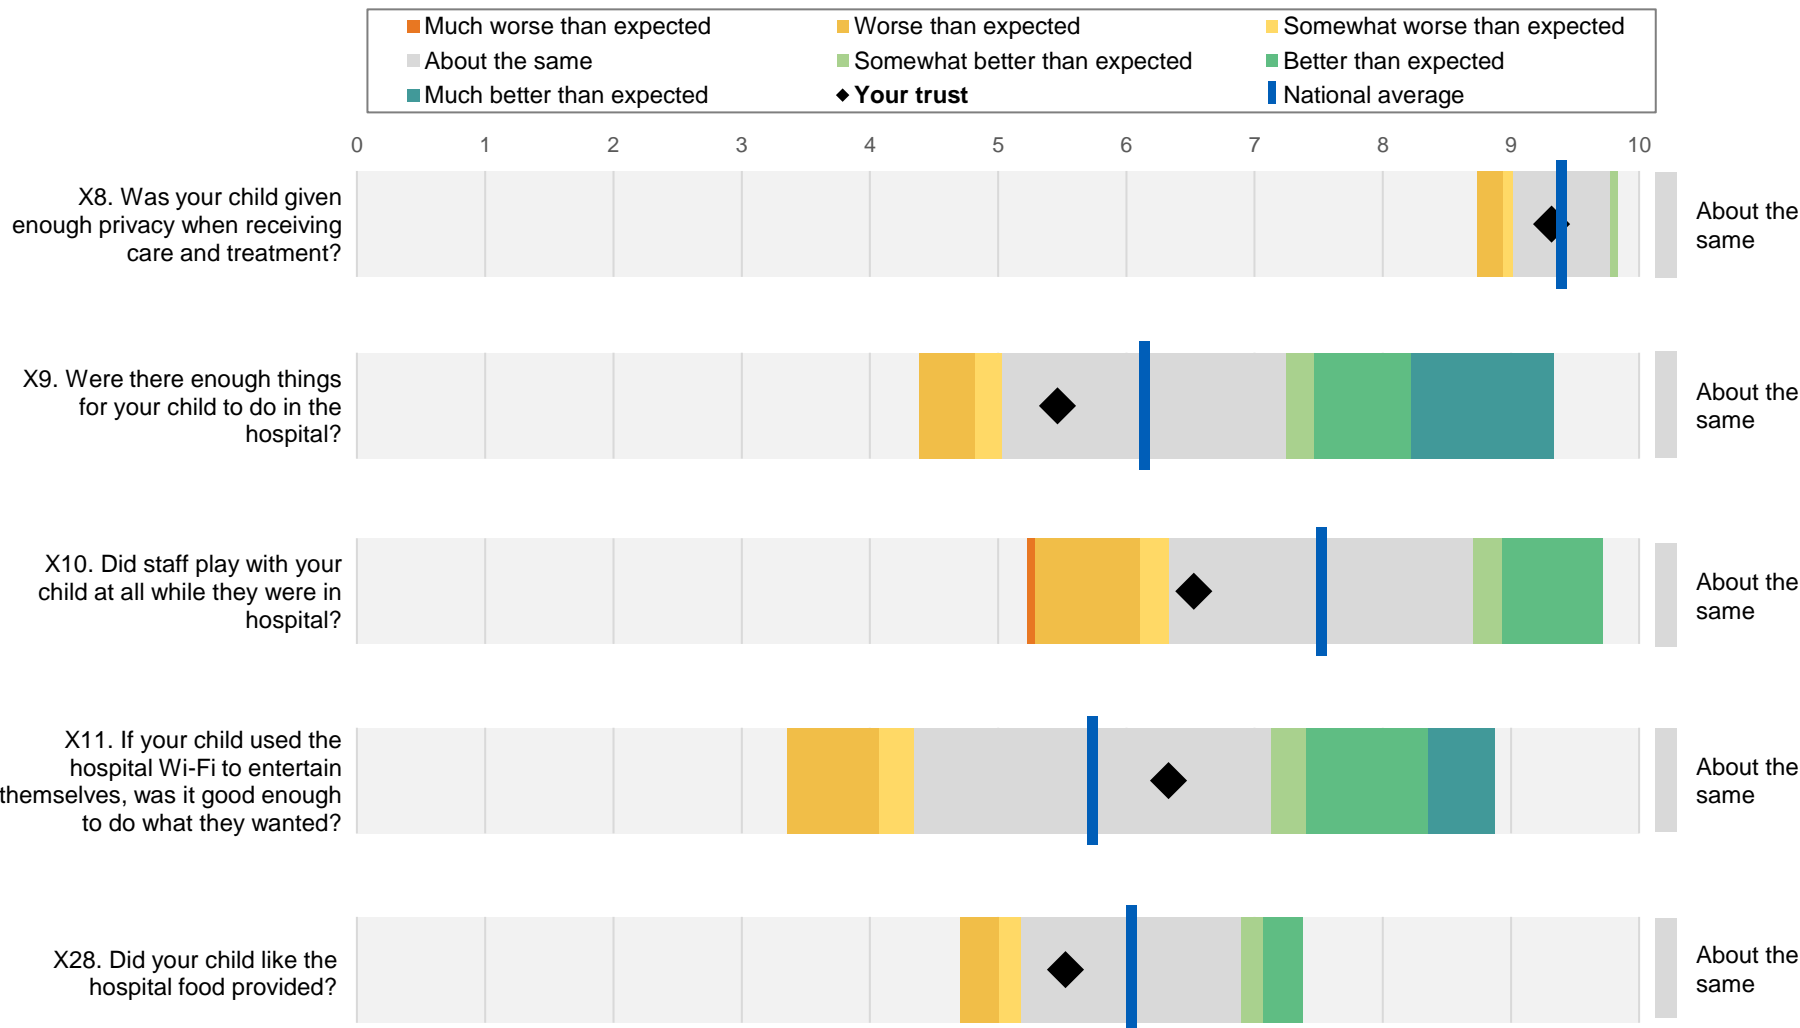 Much worse than expected
Worse than expected
Somewhat worse than expected
About the same
Somewhat better than expected
Better than expected
Much better than expected
Your trust
National average
0 1 2 3 4 5 6 7 8 9 10
X8. Was your child given
enough privacy when receiving
care and treatment?
About the
same
X9. Were there enough things
for your child to do in the
hospital?
About the
same
X10. Did staff play with your
child at all while they were in
hospital?
About the
same
X11. If your child used the
hospital Wi-Fi to entertain
themselves, was it good enough
to do what they wanted?
About the
same
X28. Did your child like the
hospital food provided?
About the
same